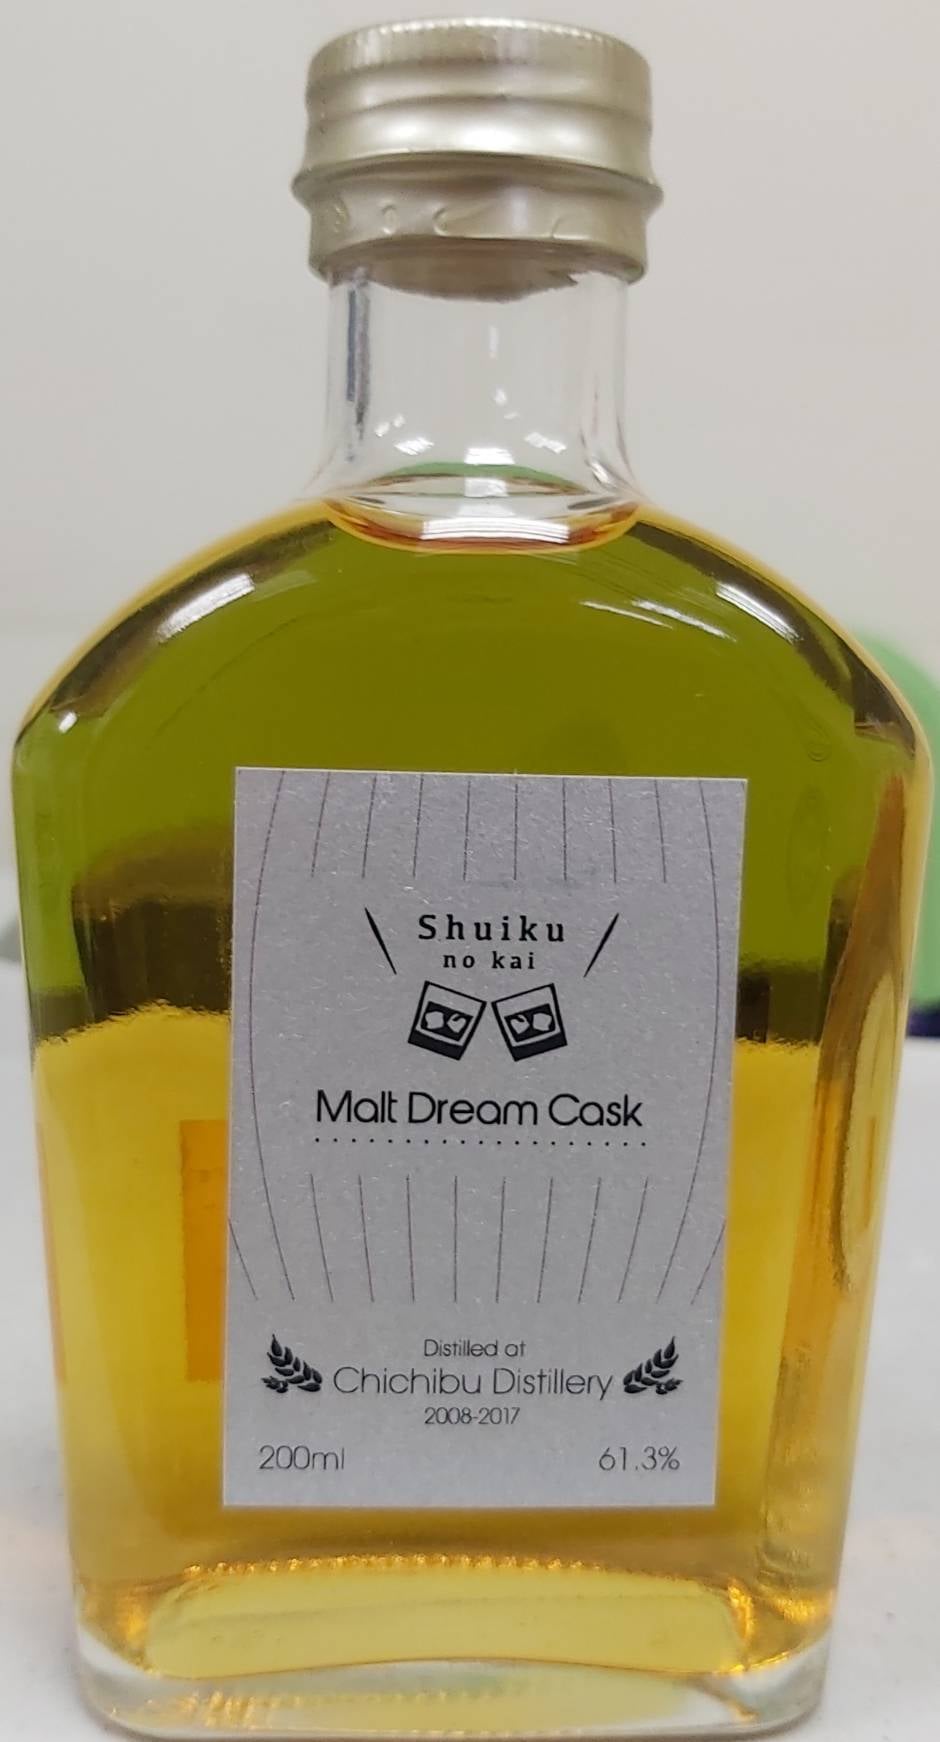 Shuiku
no kai
Malt Dream Cask
Distilled at
Chichibu Distillery
2008-2017
200ml 61.3%